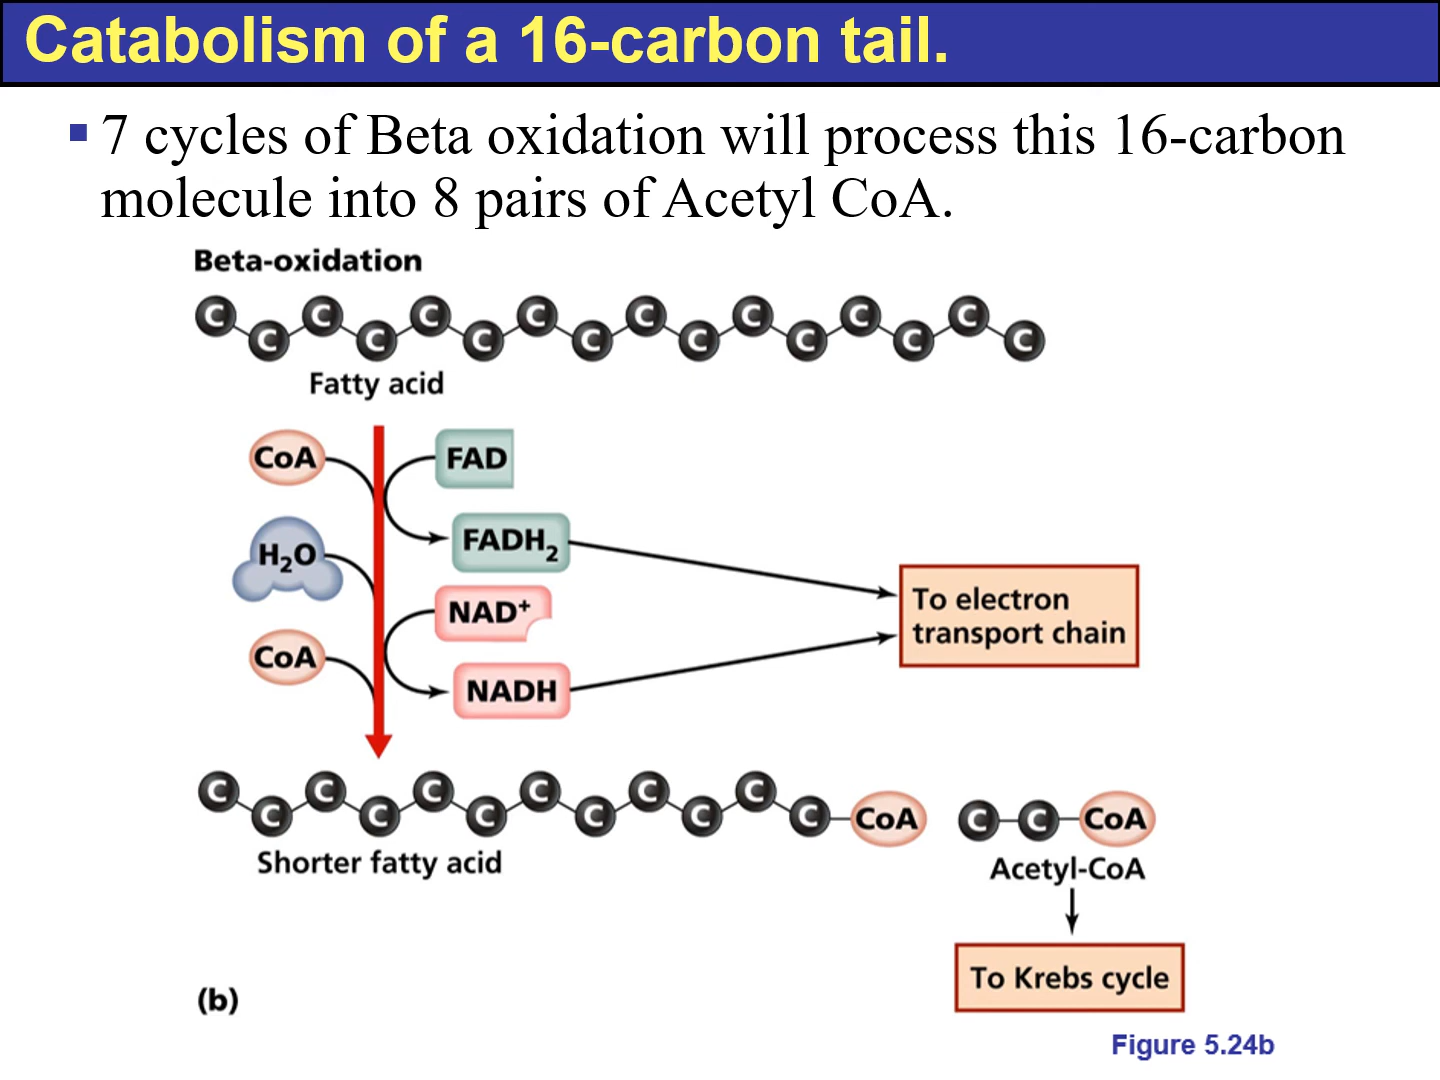 Catabolism of a 16-carbon tail.
7 cycles of Beta oxidation will process this 16-carbon
molecule into 8 pairs of Acetyl CoA.
Beta-oxidation
C C C C C C C C C C C C C C C C
Fatty acid
CoA
FAD
FADH₂
H₂O
NAD⁺
CoA
NADH
To electron
transport chain
C C C C C C C C C C C C CoA
C C CoA
Shorter fatty acid
Acetyl-CoA
To Krebs cycle
(b)
Figure 5.24b